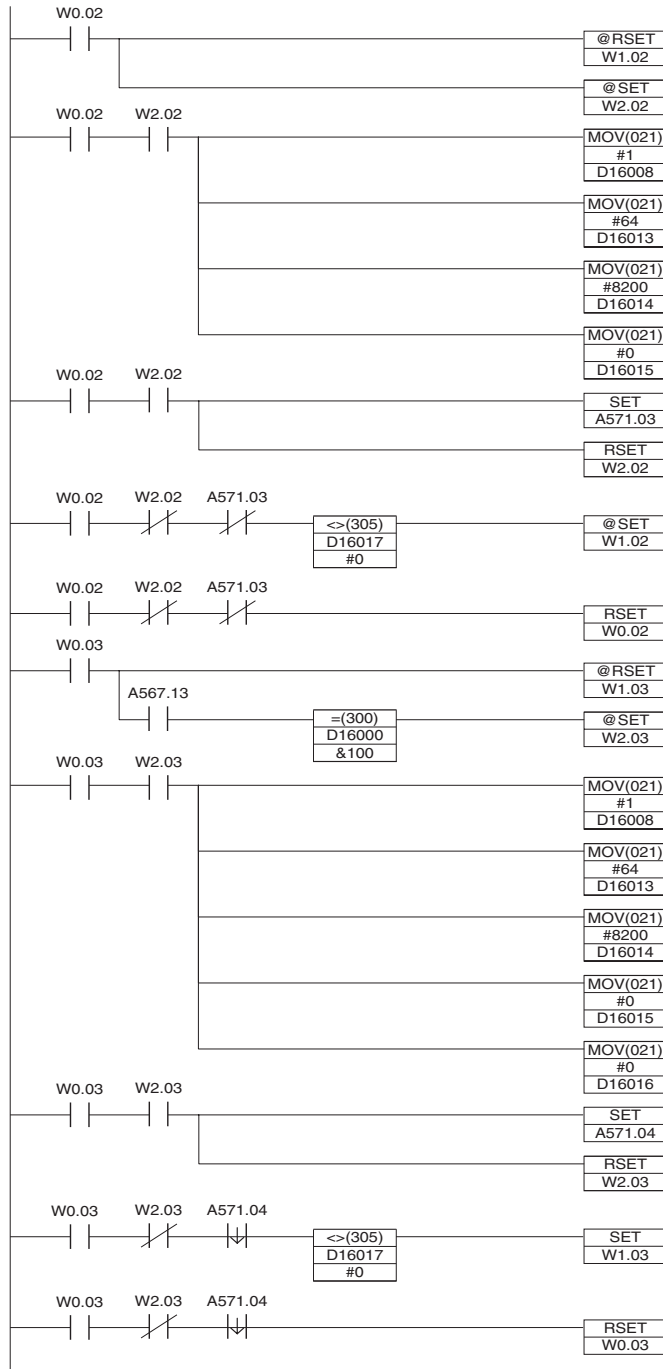 W0.02
@RSET
W1.02
@SET
W2.02
W0.02 W2.02
MOV(021)
#1
D16008
MOV(021)
#64
D16013
MOV(021)
#8200
D16014
MOV(021)
#0
D16015
W0.02 W2.02
SET
A571.03
RSET
W2.02
W0.02 W2.02 A571.03
<>(305)
D16017
#0
@SET
W1.02
W0.02 W2.02 A571.03
RSET
W0.02
W0.03
@RSET
W1.03
A567.13
=(300)
D16000
&100
@SET
W2.03
W0.03 W2.03
MOV(021)
#1
D16008
MOV(021)
#64
D16013
MOV(021)
#8200
D16014
MOV(021)
#0
D16015
MOV(021)
#0
D16016
W0.03 W2.03
SET
A571.04
RSET
W2.03
W0.03 W2.03 A571.04
<>(305)
D16017
#0
SET
W1.03
W0.03 W2.03 A571.04
RSET
W0.03